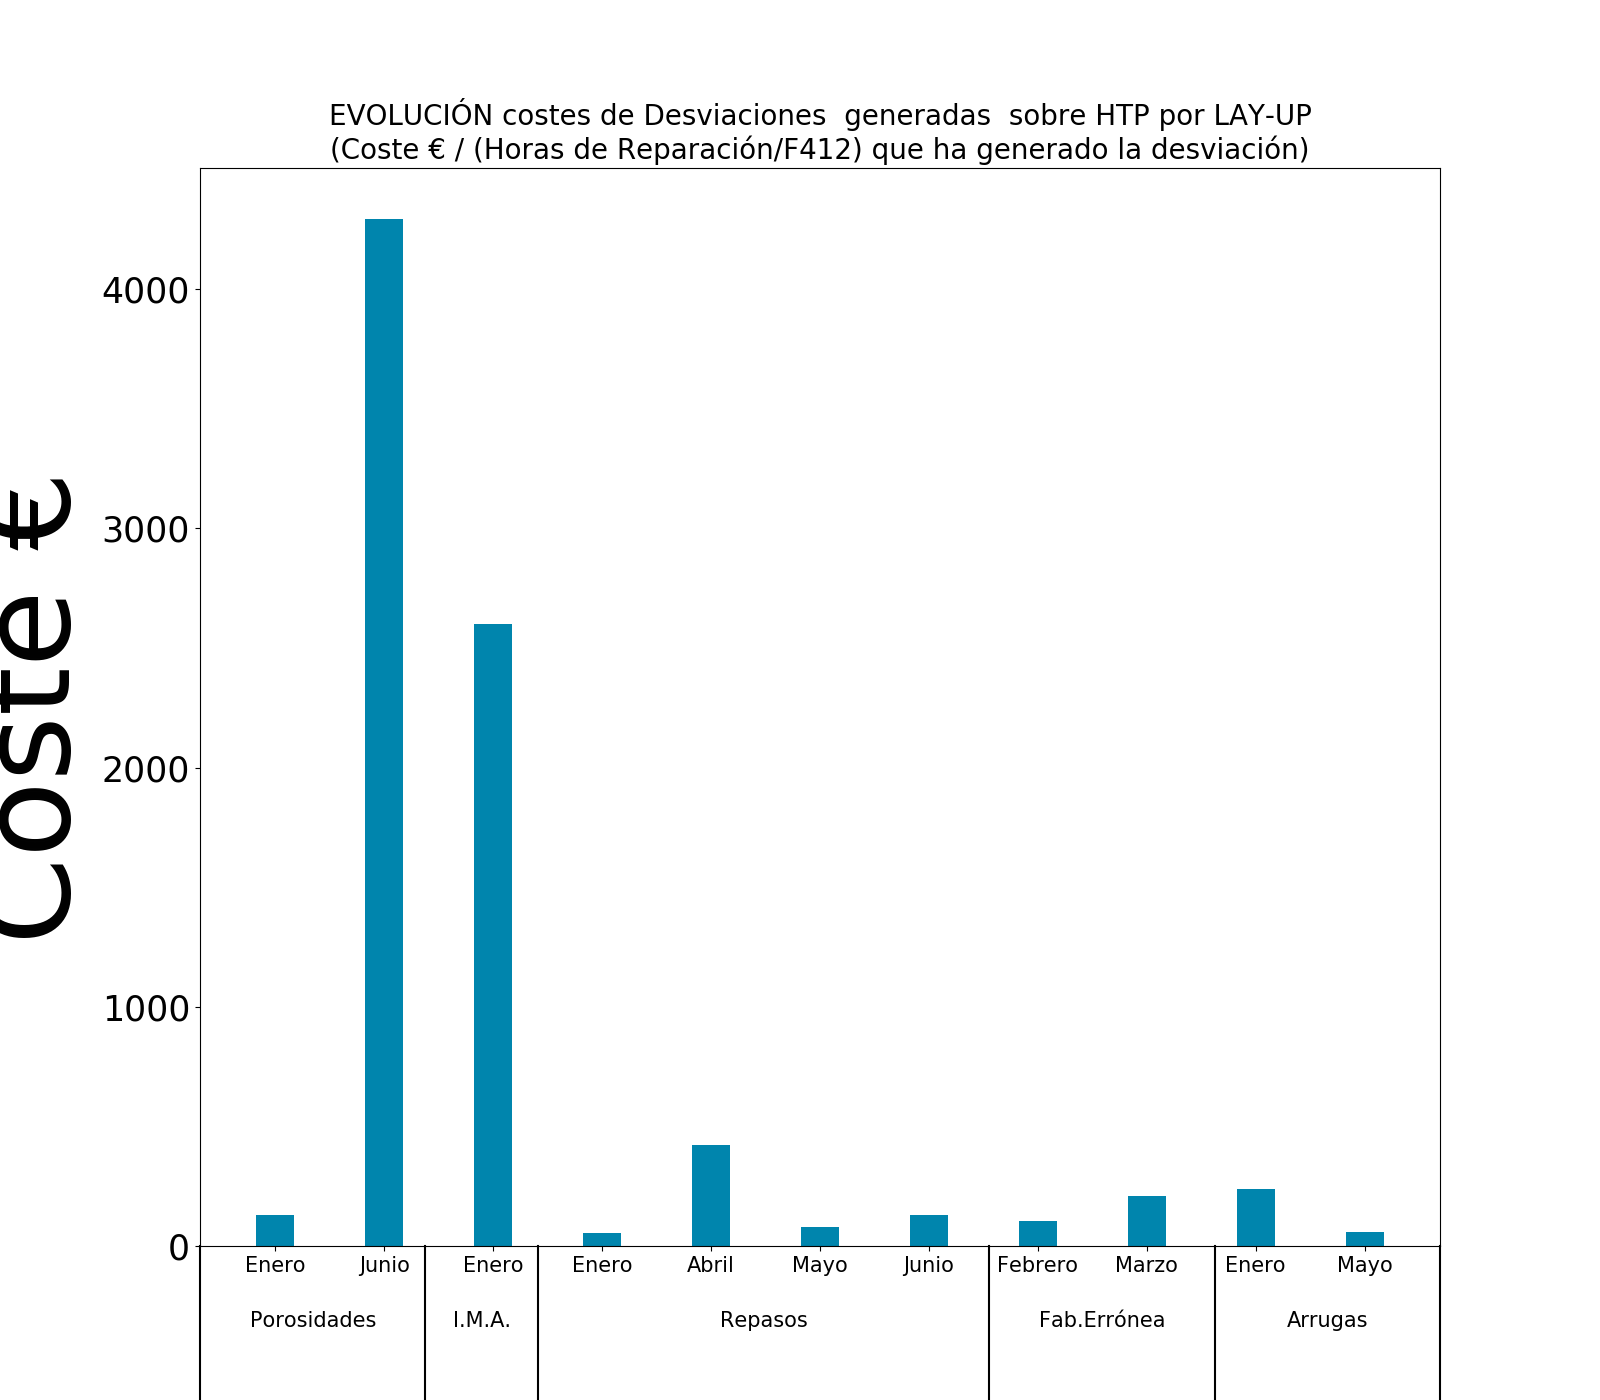 EVOLUCIÓN costes de Desviaciones  generadas  sobre HTP por LAY-UP
(Coste € / (Horas de Reparación/F412) que ha generado la desviación)
Coste €
4000
3000
2000
1000
0
Enero Junio Enero Enero Abril Mayo Junio Febrero Marzo Enero Mayo
Porosidades I.M.A. Repasos Fab.Errónea Arrugas